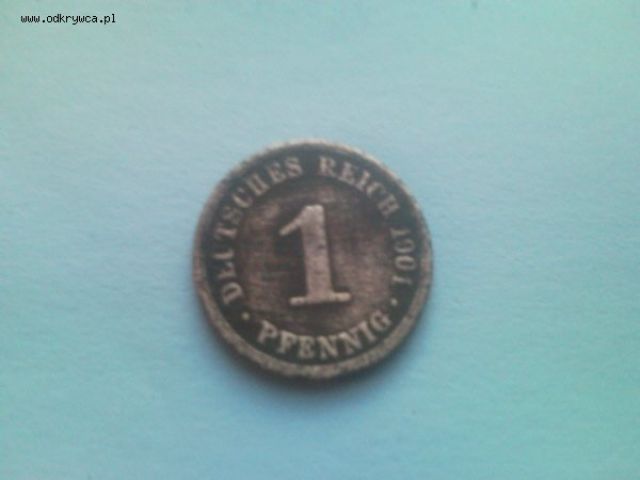 www.odkrywca.pl
DEUTSCHES REICH 1901
1
· PFENNIG ·